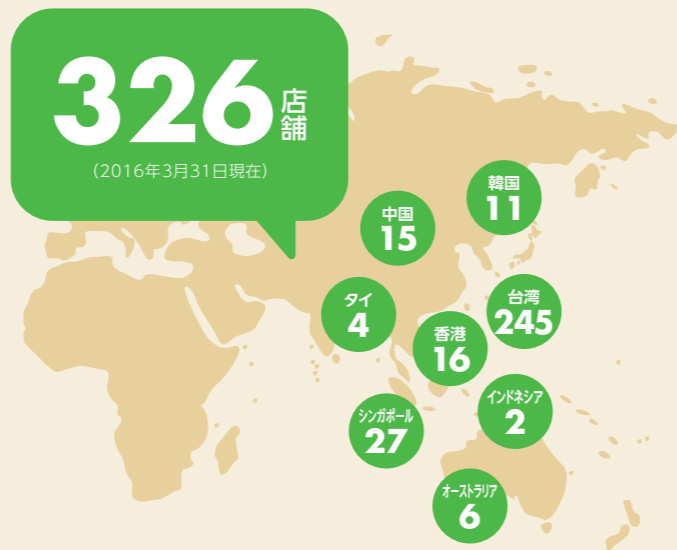 326店舗
（2016年3月31日現在）
韓国
11
中国
15
タイ
4
台湾
245
香港
16
インドネシア
2
シンガポール
27
オーストラリア
6